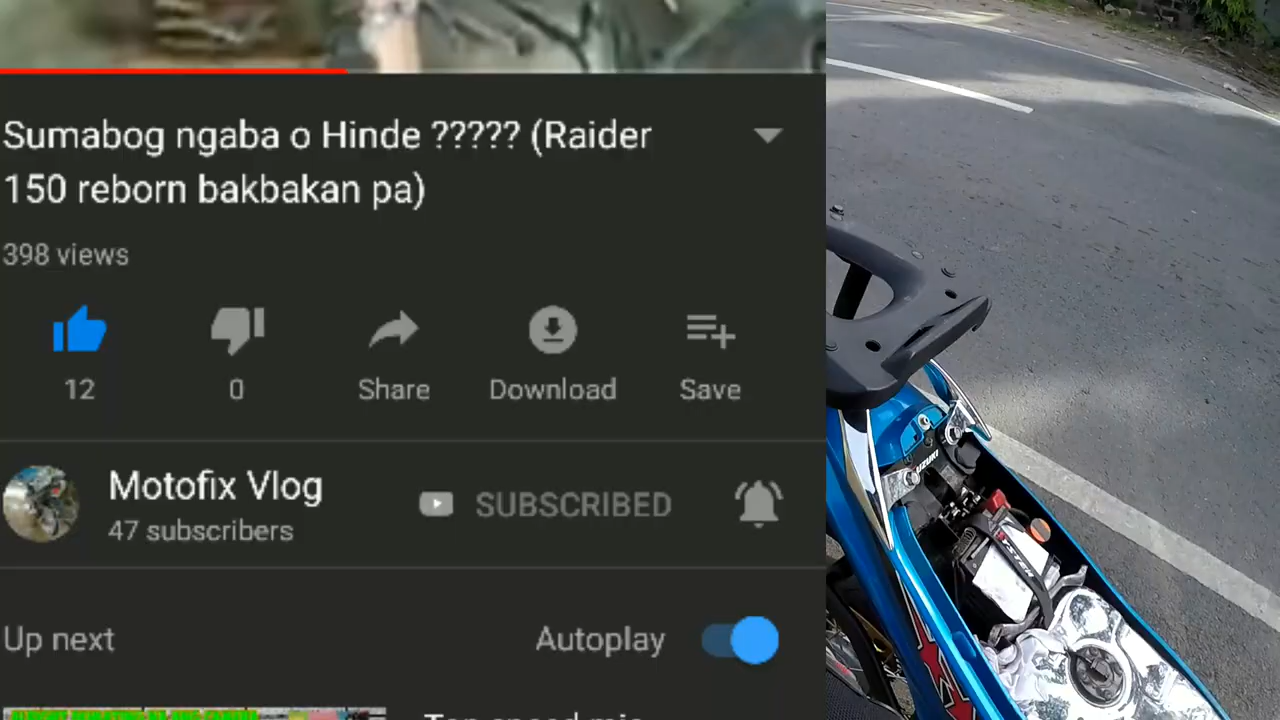 Sumabog ngaba o Hinde ????? (Raider
150 reborn bakbakan pa)
398 views
12
0
Share
Download
Save
Motofix Vlog
47 subscribers
SUBSCRIBED
Up next
Autoplay
SUZUKI